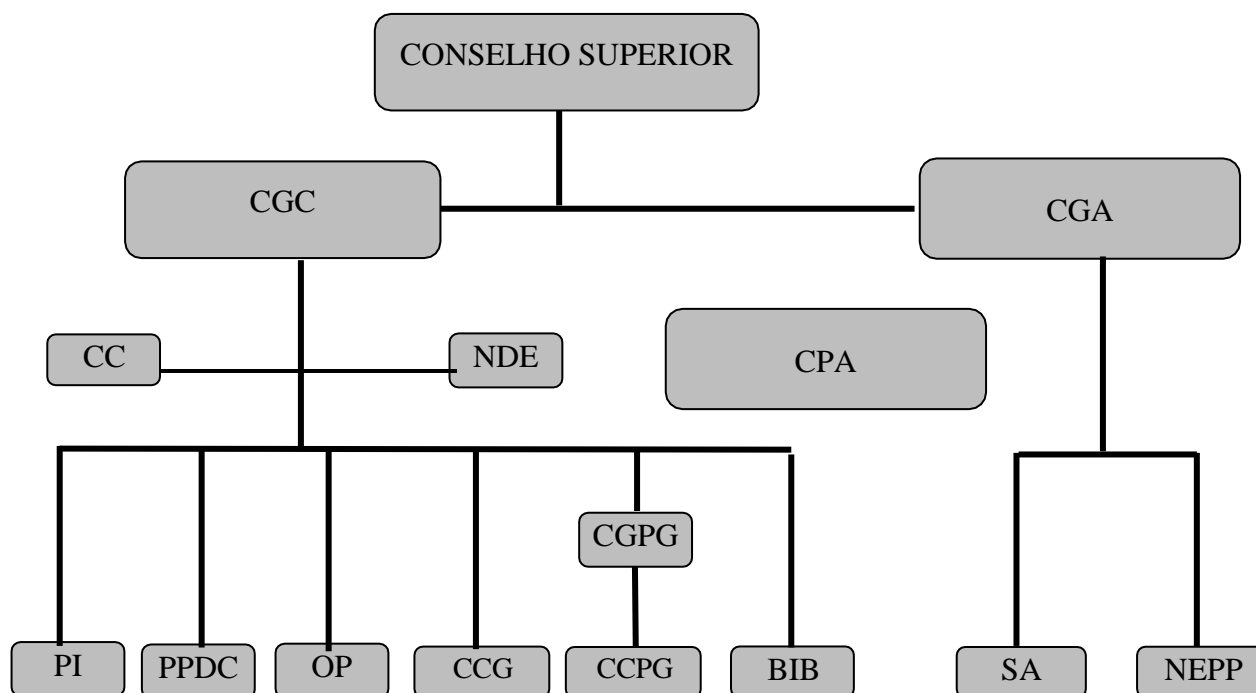 CONSELHO SUPERIOR
CGC
CGA
CC
NDE
CPA
CGPG
PI
PPDC
OP
CCG
CCPG
BIB
SA
NEPP